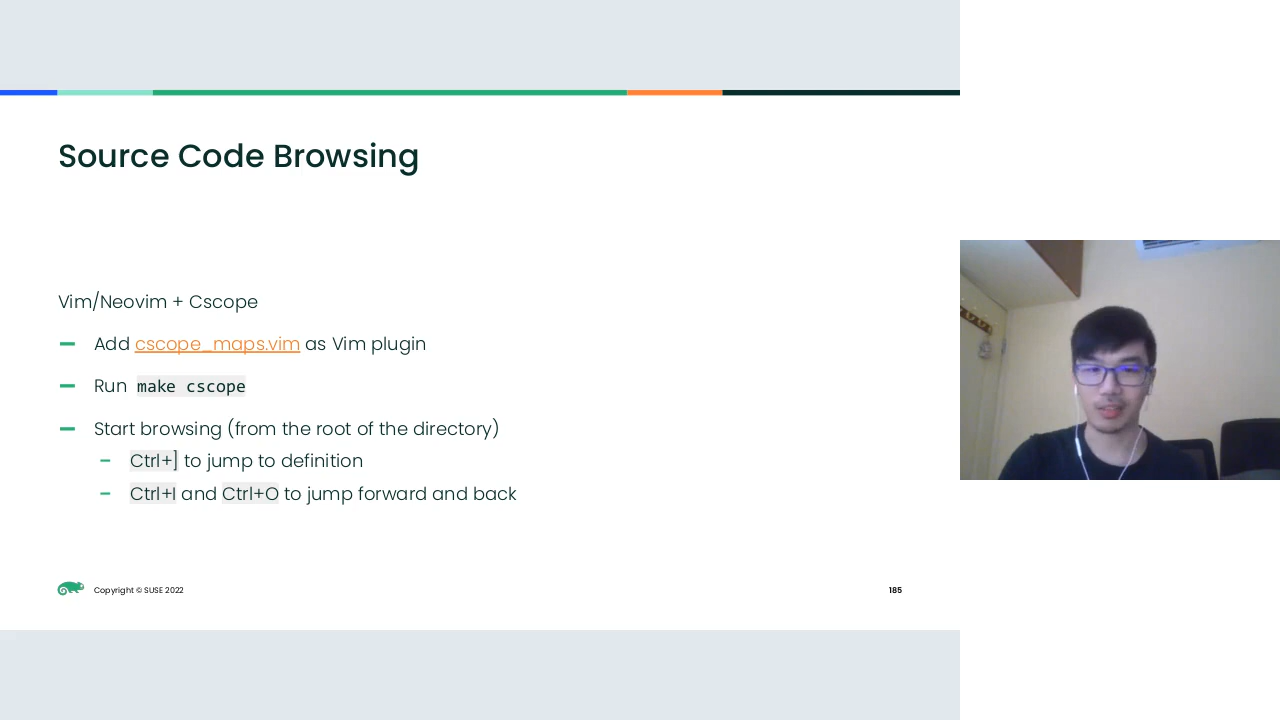 Source Code Browsing
Vim/Neovim + Cscope
Add cscope_maps.vim as Vim plugin
Run make cscope
Start browsing (from the root of the directory)
Ctrl+] to jump to definition
Ctrl+I and Ctrl+O to jump forward and back
Copyright © SUSE 2022
185